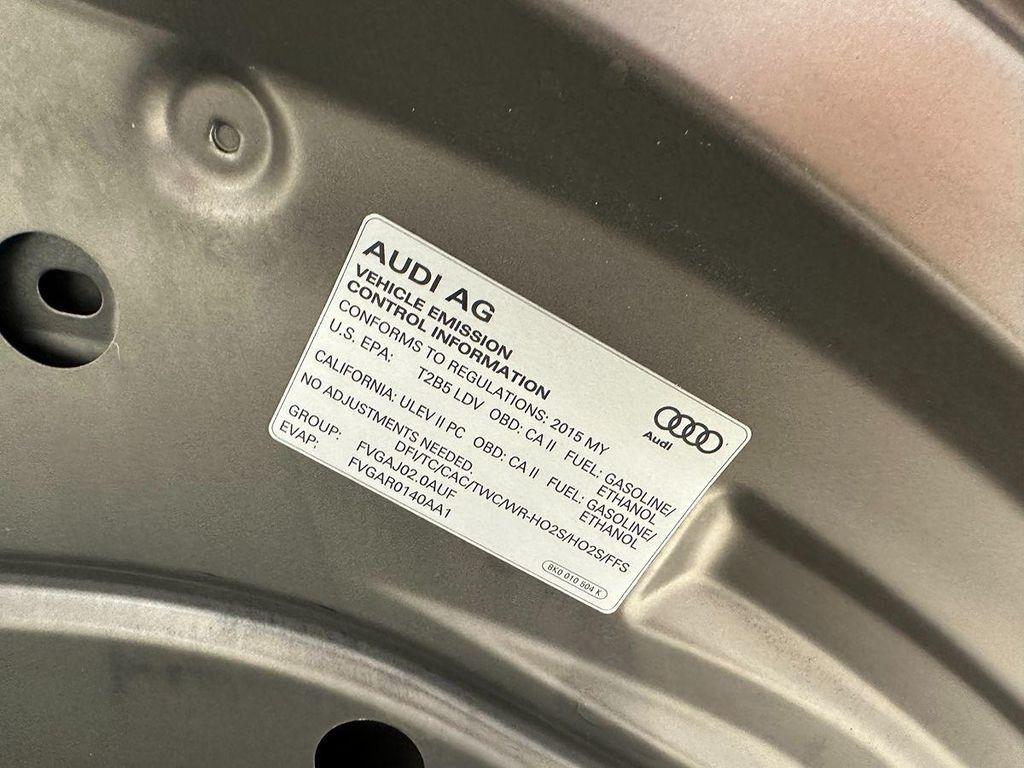 AUDI AG
VEHICLE EMISSION
CONTROL INFORMATION
CONFORMS TO REGULATIONS: 2015 MY
U.S. EPA: T2B5 LDV OBD: CA II FUEL: GASOLINE/
ETHANOL
CALIFORNIA: ULEV II PC OBD: CA II FUEL: GASOLINE/
ETHANOL
NO ADJUSTMENTS NEEDED.
DFI/TC/CAC/TWC/WR-HO2S/HO2S/FFS
GROUP: FVGAJ02.0AUF
EVAP: FVGAR0140AA1
Audi
8K0 010 504 K